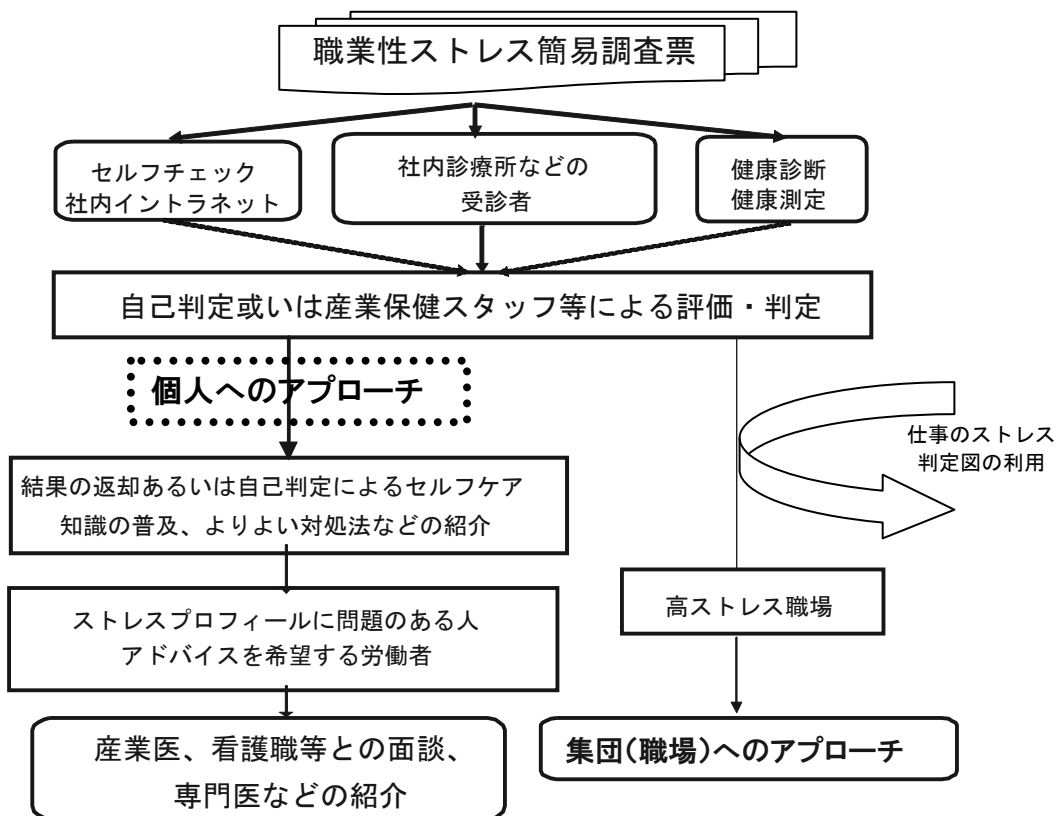 職業性ストレス簡易調査票
セルフチェック
社内イントラネット
社内診療所などの
受診者
健康診断
健康測定
自己判定或いは産業保健スタッフ等による評価・判定
個人へのアプローチ
仕事のストレス
判定図の利用
結果の返却あるいは自己判定によるセルフケア
知識の普及、よりよい対処法などの紹介
高ストレス職場
ストレスプロフィールに問題のある人
アドバイスを希望する労働者
産業医、看護職等との面談、
専門医などの紹介
集団(職場)へのアプローチ